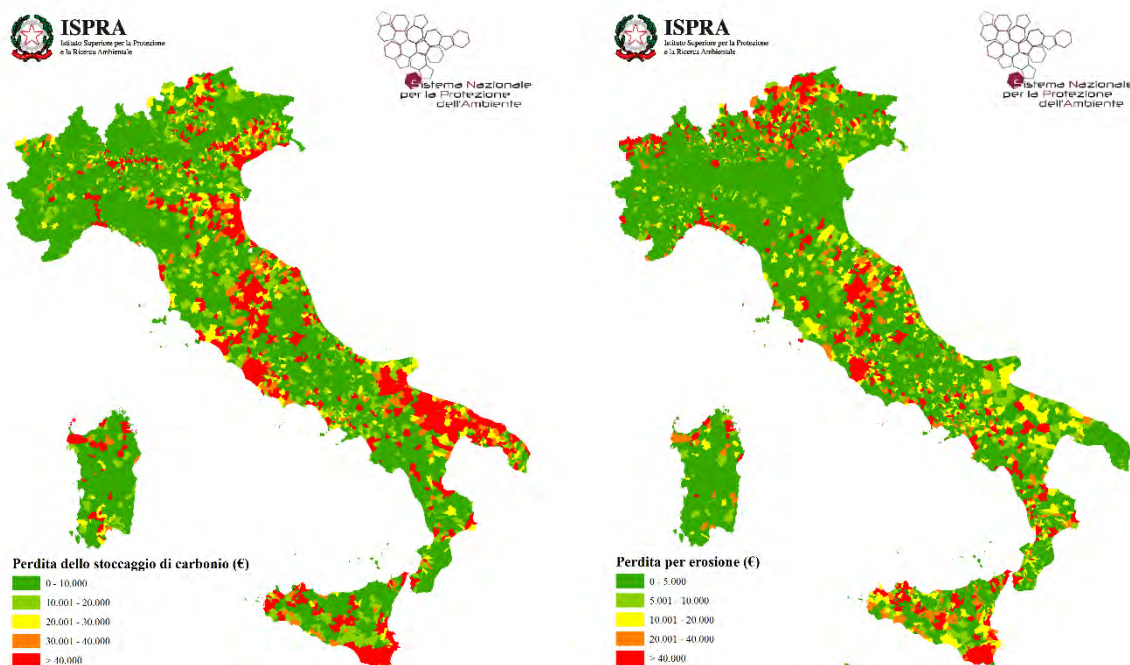 ISPRA
Istituto Superiore per la Protezione
e la Ricerca Ambientale
Sistema Nazionale
per la Protezione
dell'Ambiente
Perdita dello stoccaggio di carbonio (€)
0 - 10.000
10.001 - 20.000
20.001 - 30.000
30.001 - 40.000
> 40.000
ISPRA
Istituto Superiore per la Protezione
e la Ricerca Ambientale
Sistema Nazionale
per la Protezione
dell'Ambiente
Perdita per erosione (€)
0 - 5.000
5.001 - 10.000
10.001 - 20.000
20.001 - 40.000
> 40.000